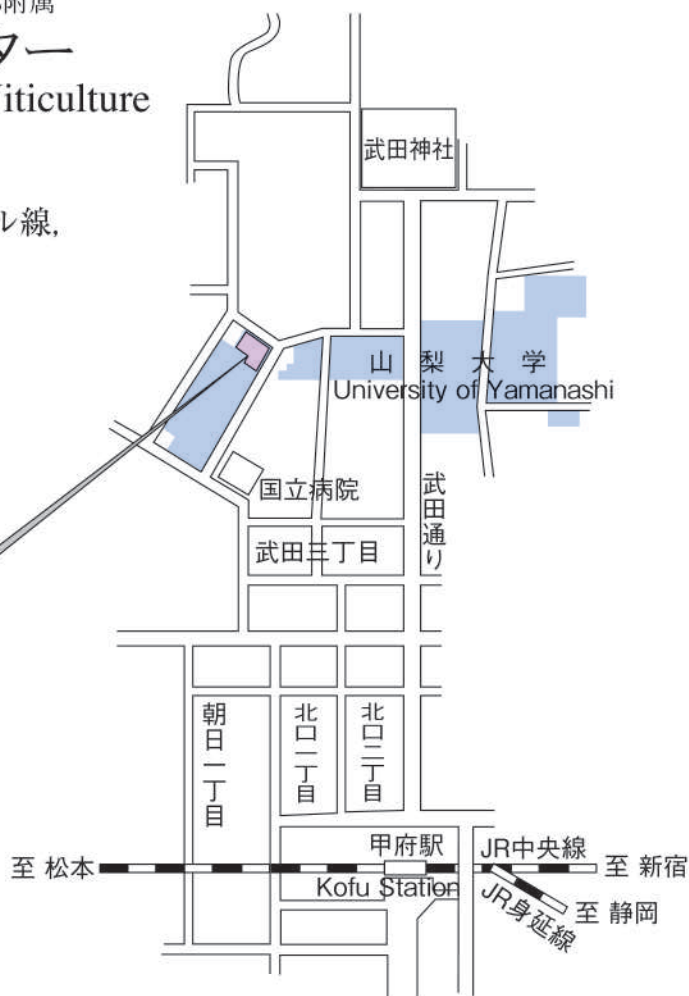 附属
ター
iticulture
ル線,
武田神社
山梨大学
University of Yamanashi
国立病院
武田通り
武田三丁目
朝日一丁目
北口一丁目
北口二丁目
甲府駅
Kofu Station
JR中央線
至 松本
至 新宿
JR身延線
至 静岡